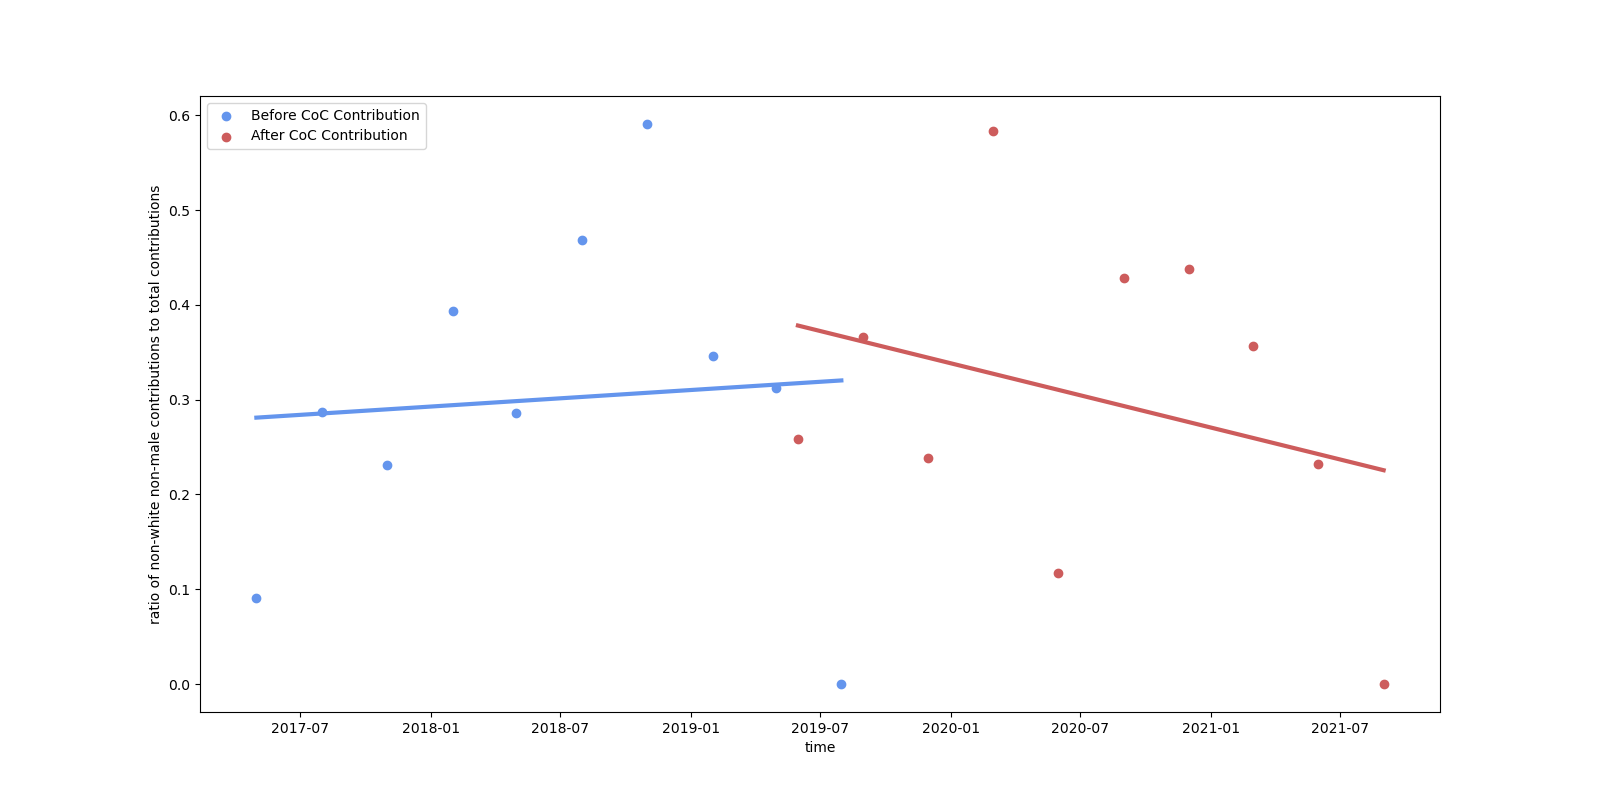 Before CoC Contribution
After CoC Contribution
ratio of non-white non-male contributions to total contributions
0.6
0.5
0.4
0.3
0.2
0.1
0.0
2017-07 2018-01 2018-07 2019-01 2019-07 2020-01 2020-07 2021-01 2021-07
time